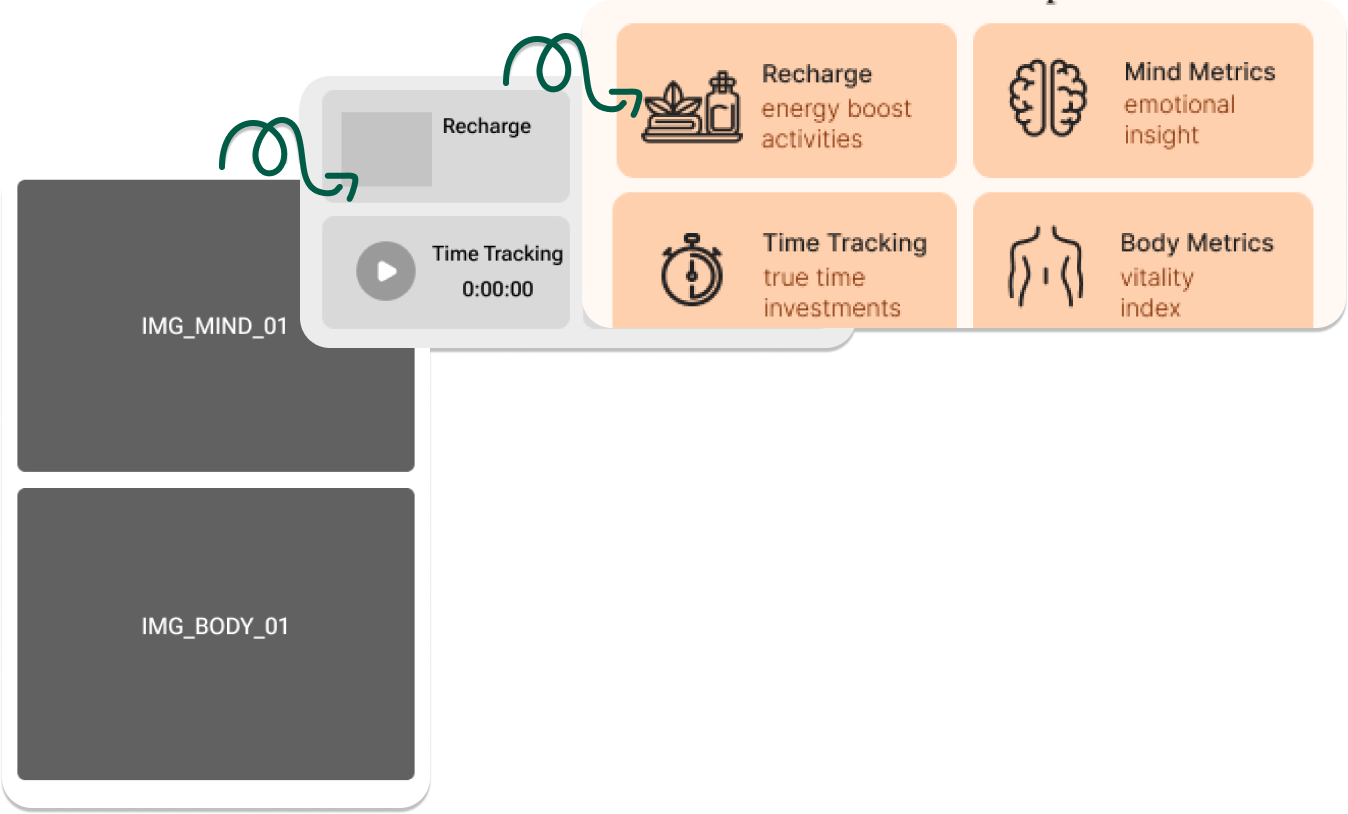 Recharge
energy boost
activities
Mind Metrics
emotional
insight
Time Tracking
true time
investments
Body Metrics
vitality
index
Recharge
Time Tracking
0:00:00
IMG_MIND_01
IMG_BODY_01